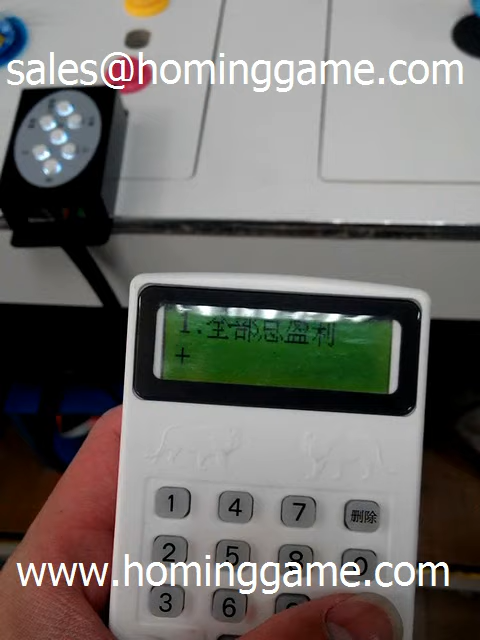 sales@hominggame.com
1.全部总盈利
+
1 4 7 删除
2 5 8 0
www.hominggame.com
3 6